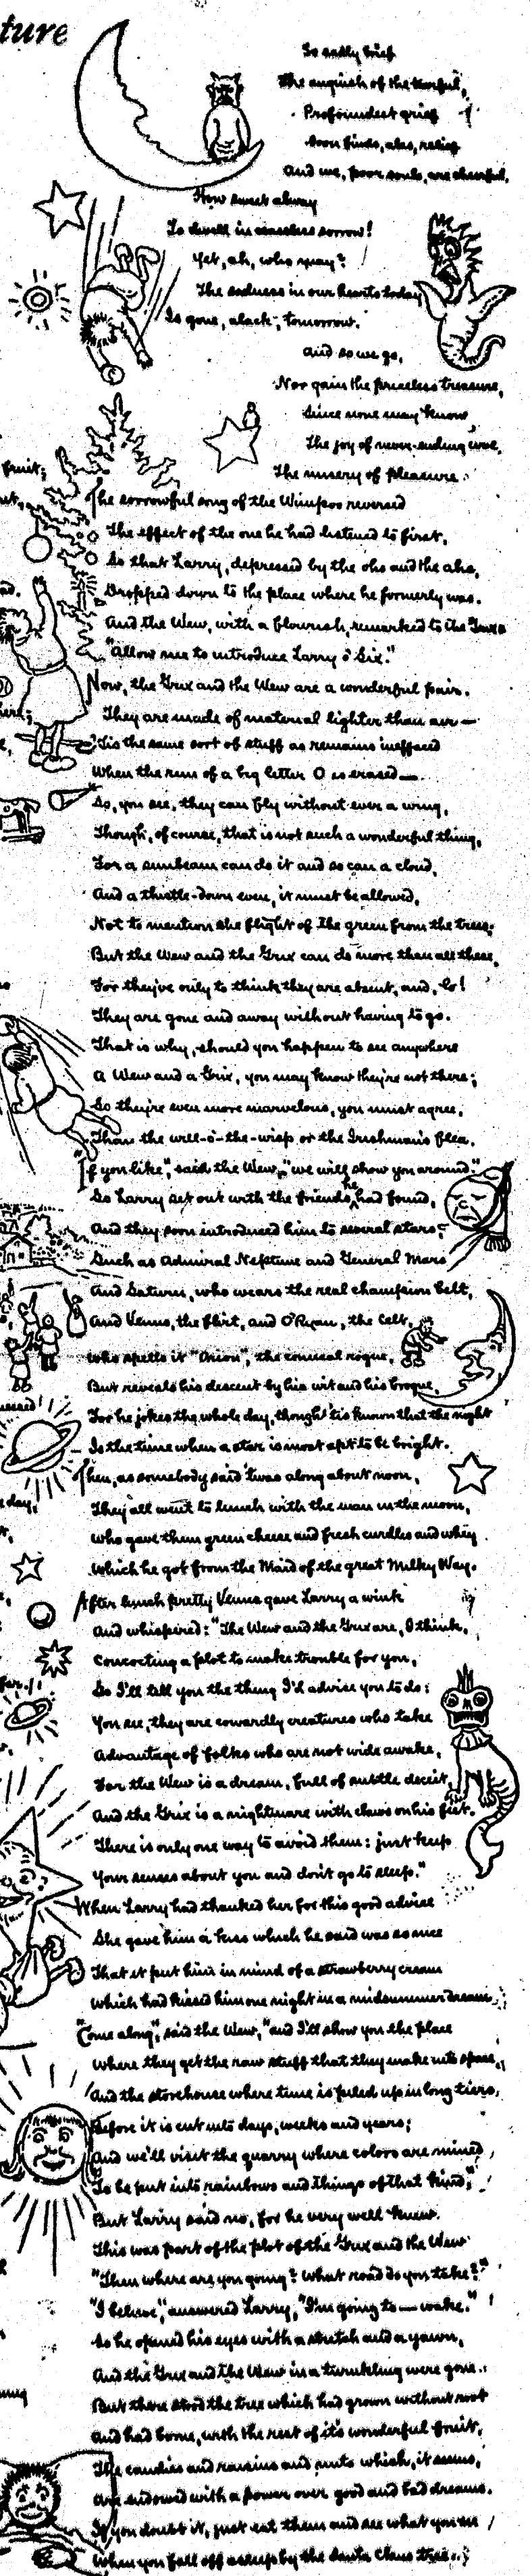 ture
So sadly brief
The anguish of the tearful,
Profoundest grief
Soon finds, alas, relief
And we, poor souls, are cheerful.
How sweet alway
To dwell in ceaseless sorrow!
Yet, ah, who may?
The sadness in our hearts today
Is gone, alack, tomorrow.
And so we go,
Nor gain the priceless treasure,
Since none may know
The joy of never-ending woe,
The misery of pleasure.
fruit;
The sorrowful song of the Wimpoo reversed
The effect of the one he had listened to first,
So that Larry, depressed by the ohs and the ahs,
Dropped down to the place where he formerly was.
And the Wew, with a flourish, remarked to the Grux
"Allow me to introduce Larry o' Six."
Now, the Grux and the Wew are a wonderful pair.
They are made of material lighter than air—
'Tis the same sort of stuff as remains ineffaced
When the rim of a big letter O is erased—
So, you see, they can fly without ever a wing,
Though, of course, that is not such a wonderful thing,
For a sunbeam can do it and so can a cloud,
And a thistle-down even, it must be allowed,
Not to mention the flight of the green from the trees;
But the Wew and the Grux can do more than all these,
For they've only to think they are absent, and, lo!
They are gone and away without having to go.
That is why, should you happen to see anywhere
A Wew and a Grux, you may know they're not there;
So they're even more marvelous, you must agree,
Than the will-o'-the-wisp or the Irishman's flea.
"If you like," said the Wew, "we will show you around."
So Larry set out with the friends he had found,
And they soon introduced him to several stars,
Such as Admiral Neptune and General Mars
And Saturn, who wears the real champion belt,
And Venus, the flirt, and O'Ryan, the Celt,
Who spells it "Orion", the comical rogue,
But reveals his descent by his wit and his brogue,
For he jokes the whole day, though 'tis known that the night
Is the time when a star is most apt to be bright.
Then, as somebody said 'twas along about noon,
They all went to lunch with the man in the moon,
day,
Who gave them green cheese and fresh curdles and whey
Which he got from the Maid of the great Milky Way.
After lunch pretty Venus gave Larry a wink
And whispered: "The Wew and the Grux are, I think,
Concocting a plot to make trouble for you,
So I'll tell you the thing I'd advise you to do:
You see, they are cowardly creatures who take
Advantage of folks who are not wide awake,
For the Wew is a dream, full of subtle deceit,
And the Grux is a nightmare with claws on his feet.
There is only one way to avoid them: just keep
Your senses about you and don't go to sleep."
When Larry had thanked her for this good advise
She gave him a kiss which he said was as nice
That it put him in mind of a strawberry cream
Which had kissed him one night in a midsummer dream.
"Come along," said the Wew, "and I'll show you the place
Where they get the raw stuff that they make into space,
And the storehouse where time is piled up in long tiers,
Before it is cut into days, weeks and years;
And we'll visit the quarry where colors are mined
To be put into rainbows and things of that kind;"
But Larry said no, for he very well knew
This was part of the plot of the Grux and the Wew
"Then where are you going? What road do you take?"
"I believe," answered Larry, "I'm going to — wake."
So he opened his eyes with a stretch and a yawn,
And the Grux and the Wew in a twinkling were gone.
But there stood the tree which had grown without root
And had borne, with the rest of its wonderful fruit,
The candies and raisins and nuts which, it seems,
Are endowed with a power over good and bad dreams.
If you doubt it, just eat them and see what you see
When you fall off asleep by the Santa Claus tree.